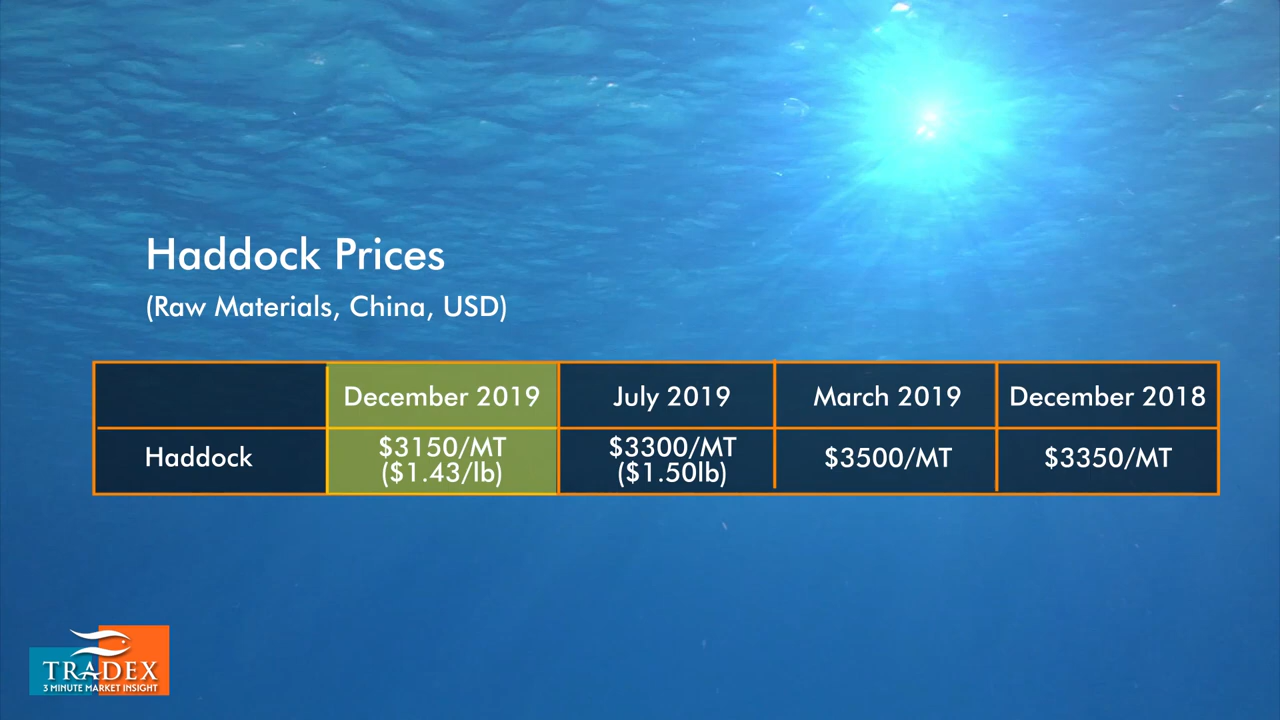 Haddock Prices
(Raw Materials, China, USD)
December 2019
July 2019
March 2019
December 2018
Haddock
$3150/MT
($1.43/lb)
$3300/MT
($1.50lb)
$3500/MT
$3350/MT
TRADEX
3 MINUTE MARKET INSIGHT